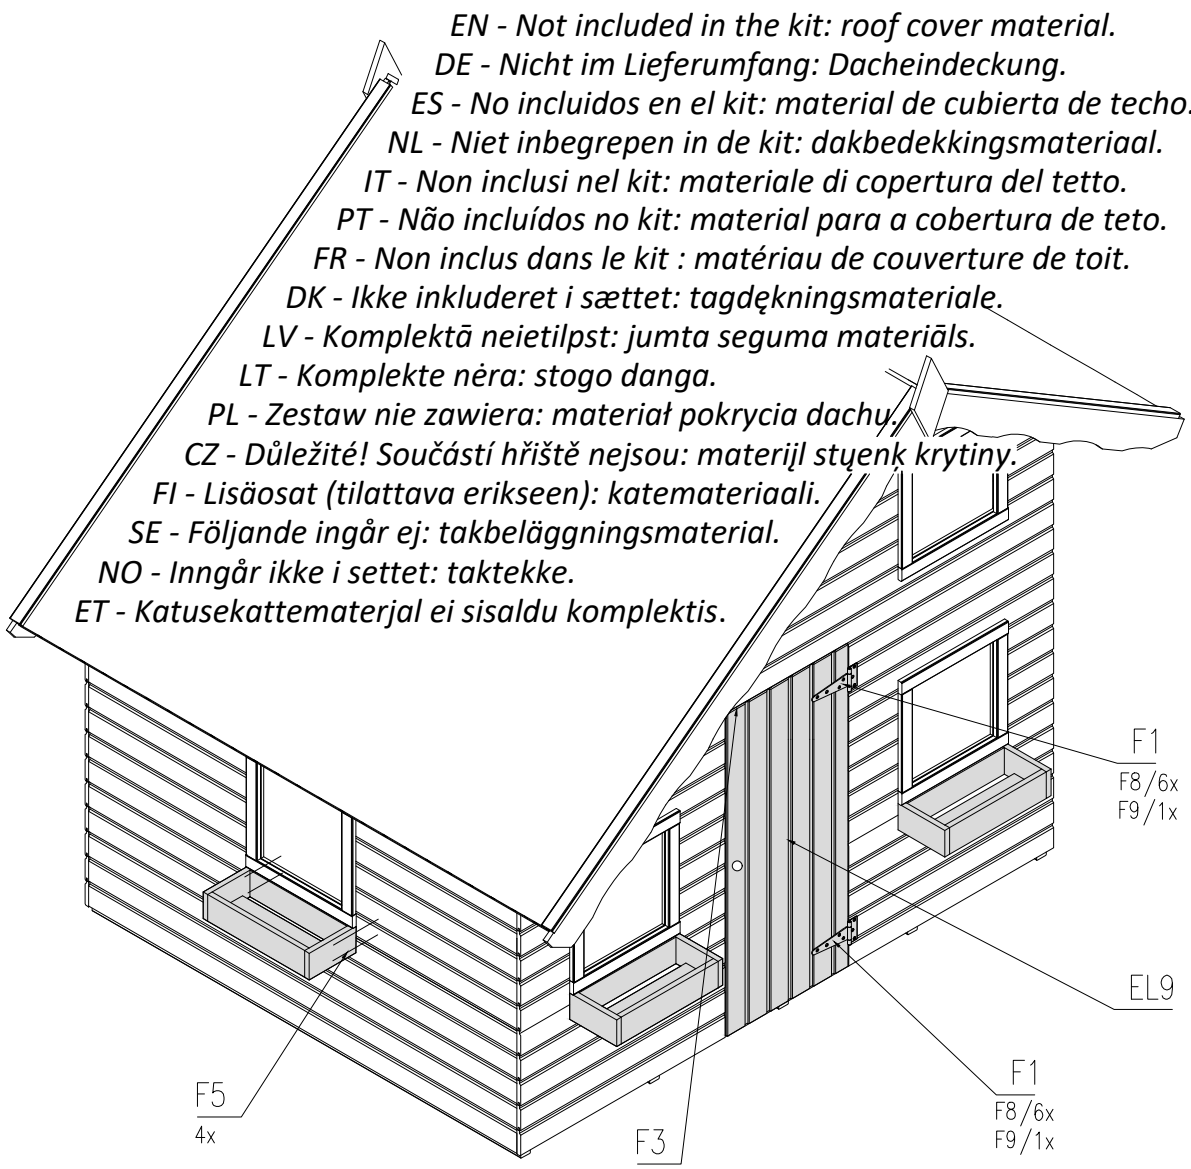 EN - Not included in the kit: roof cover material.
DE - Nicht im Lieferumfang: Dacheindeckung.
ES - No incluidos en el kit: material de cubierta de techo.
NL - Niet inbegrepen in de kit: dakbedekkingsmateriaal.
IT - Non inclusi nel kit: materiale di copertura del tetto.
PT - Não incluídos no kit: material para a cobertura de teto.
FR - Non inclus dans le kit : matériau de couverture de toit.
DK - Ikke inkluderet i sættet: tagdękningsmateriale.
LV - Komplektā neietilpst: jumta seguma materiāls.
LT - Komplekte nėra: stogo danga.
PL - Zestaw nie zawiera: materiał pokrycia dachu.
CZ - Důležité! Součástí hřiště nejsou: materijl styenķ krytiny.
FI - Lisäosat (tilattava erikseen): katemateriaali.
SE - Följande ingår ej: takbeläggningsmaterial.
NO - Inngår ikke i settet: taktekke.
ET - Katusekattematerjal ei sisaldu komplektis.
F1
F8/6x
F9/1x
EL9
F1
F8/6x
F9/1x
F5
4x
F3